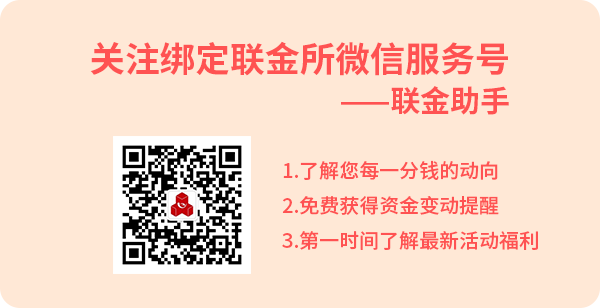 关注绑定联金所微信服务号
——联金助手
1.了解您每一分钱的动向
2.免费获得资金变动提醒
3.第一时间了解最新活动福利